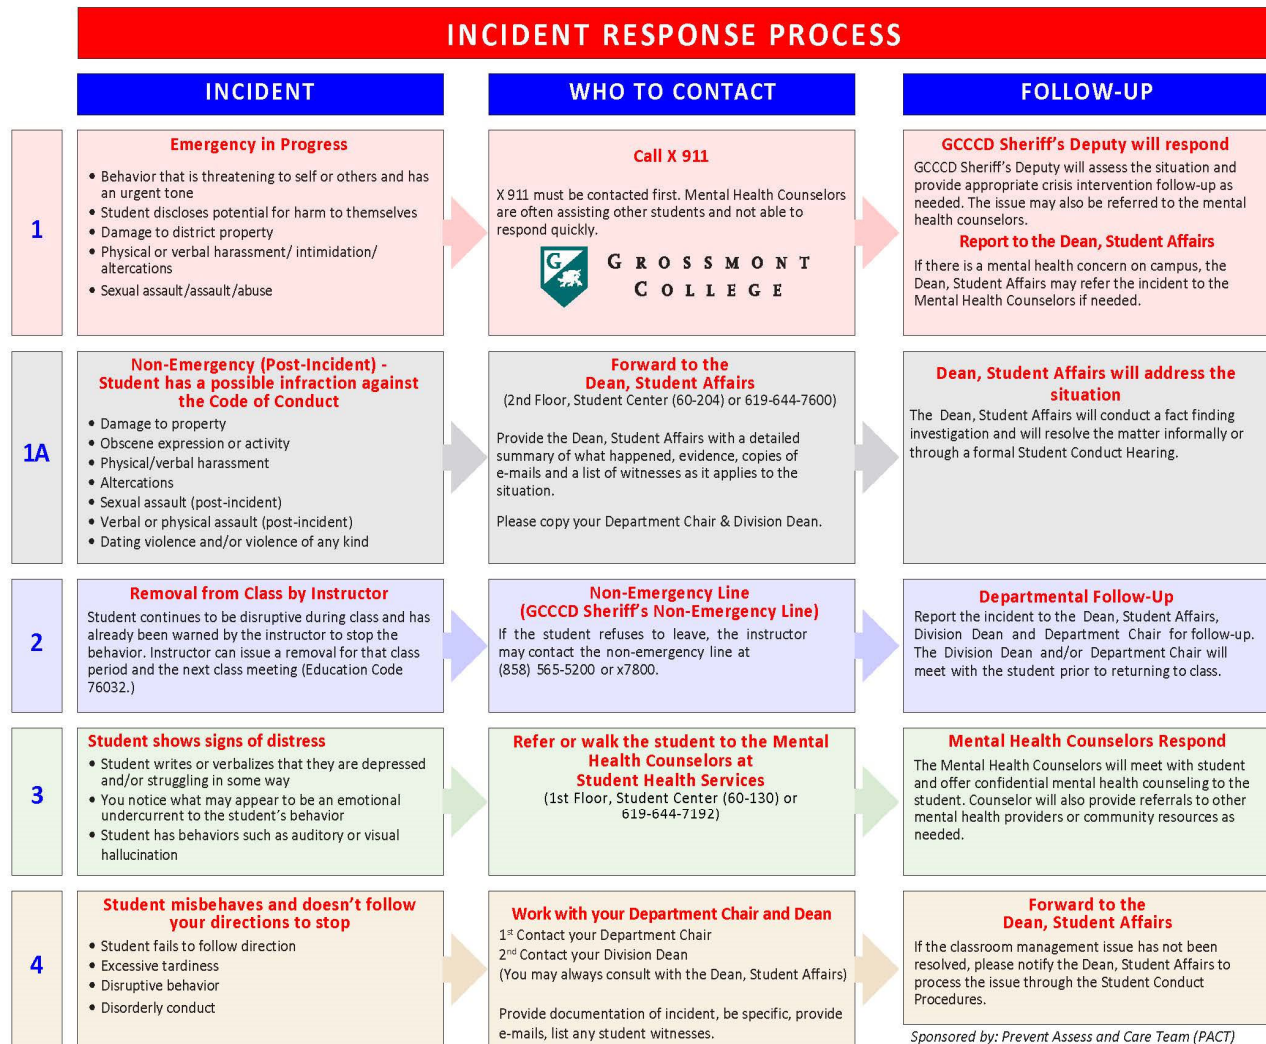 INCIDENT RESPONSE PROCESS
INCIDENT
WHO TO CONTACT
FOLLOW-UP
1
Emergency in Progress
• Behavior that is threatening to self or others and has
an urgent tone
• Student discloses potential for harm to themselves
• Damage to district property
• Physical or verbal harassment/ intimidation/
altercations
• Sexual assault/assault/abuse
Call X 911
X 911 must be contacted first. Mental Health Counselors
are often assisting other students and not able to
respond quickly.
G
GROSSMONT
COLLEGE
GCCCD Sheriff's Deputy will respond
GCCCD Sheriff's Deputy will assess the situation and
provide appropriate crisis intervention follow-up as
needed. The issue may also be referred to the mental
health counselors.
Report to the Dean, Student Affairs
If there is a mental health concern on campus, the
Dean, Student Affairs may refer the incident to the
Mental Health Counselors if needed.
1A
Non-Emergency (Post-Incident) -
Student has a possible infraction against
the Code of Conduct
• Damage to property
• Obscene expression or activity
• Physical/verbal harassment
• Altercations
• Sexual assault (post-incident)
• Verbal or physical assault (post-incident)
• Dating violence and/or violence of any kind
Forward to the
Dean, Student Affairs
(2nd Floor, Student Center (60-204) or 619-644-7600)
Provide the Dean, Student Affairs with a detailed
summary of what happened, evidence, copies of
e-mails and a list of witnesses as it applies to the
situation.
Please copy your Department Chair & Division Dean.
Dean, Student Affairs will address the
situation
The Dean, Student Affairs will conduct a fact finding
investigation and will resolve the matter informally or
through a formal Student Conduct Hearing.
2
Removal from Class by Instructor
Student continues to be disruptive during class and has
already been warned by the instructor to stop the
behavior. Instructor can issue a removal for that class
period and the next class meeting (Education Code
76032.)
Non-Emergency Line
(GCCCD Sheriff's Non-Emergency Line)
If the student refuses to leave, the instructor
may contact the non-emergency line at
(858) 565-5200 or x7800.
Departmental Follow-Up
Report the incident to the Dean, Student Affairs,
Division Dean and Department Chair for follow-up.
The Division Dean and/or Department Chair will
meet with the student prior to returning to class.
3
Student shows signs of distress
• Student writes or verbalizes that they are depressed
and/or struggling in some way
• You notice what may appear to be an emotional
undercurrent to the student's behavior
• Student has behaviors such as auditory or visual
hallucination
Refer or walk the student to the Mental
Health Counselors at
Student Health Services
(1st Floor, Student Center (60-130) or
619-644-7192)
Mental Health Counselors Respond
The Mental Health Counselors will meet with student
and offer confidential mental health counseling to the
student. Counselor will also provide referrals to other
mental health providers or community resources as
needed.
4
Student misbehaves and doesn't follow
your directions to stop
• Student fails to follow direction
• Excessive tardiness
• Disruptive behavior
• Disorderly conduct
Work with your Department Chair and Dean
1st Contact your Department Chair
2nd Contact your Division Dean
(You may always consult with the Dean, Student Affairs)
Provide documentation of incident, be specific, provide
e-mails, list any student witnesses.
Forward to the
Dean, Student Affairs
If the classroom management issue has not been
resolved, please notify the Dean, Student Affairs to
process the issue through the Student Conduct
Procedures.
Sponsored by: Prevent Assess and Care Team (PACT)